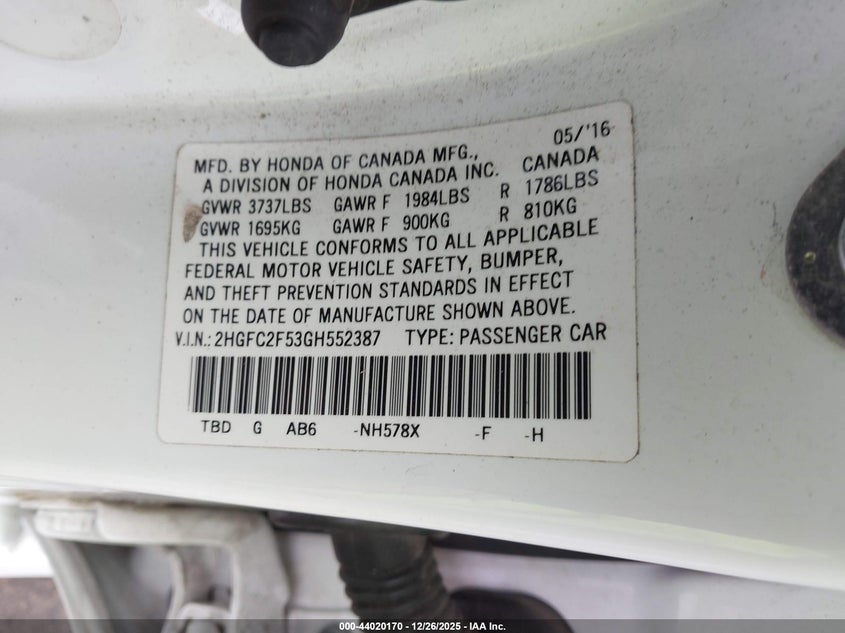 05/'16
MFD. BY HONDA OF CANADA MFG., CANADA
A DIVISION OF HONDA CANADA INC.
GVWR 3737LBS GAWR F 1984LBS R 1786LBS
GVWR 1695KG GAWR F 900KG R 810KG
THIS VEHICLE CONFORMS TO ALL APPLICABLE
FEDERAL MOTOR VEHICLE SAFETY, BUMPER,
AND THEFT PREVENTION STANDARDS IN EFFECT
ON THE DATE OF MANUFACTURE SHOWN ABOVE.
V.I.N.: 2HGFC2F53GH552387 TYPE: PASSENGER CAR
TBD G AB6 -NH578X -F -H
000-44020170 - 12/26/2025 - IAA Inc.